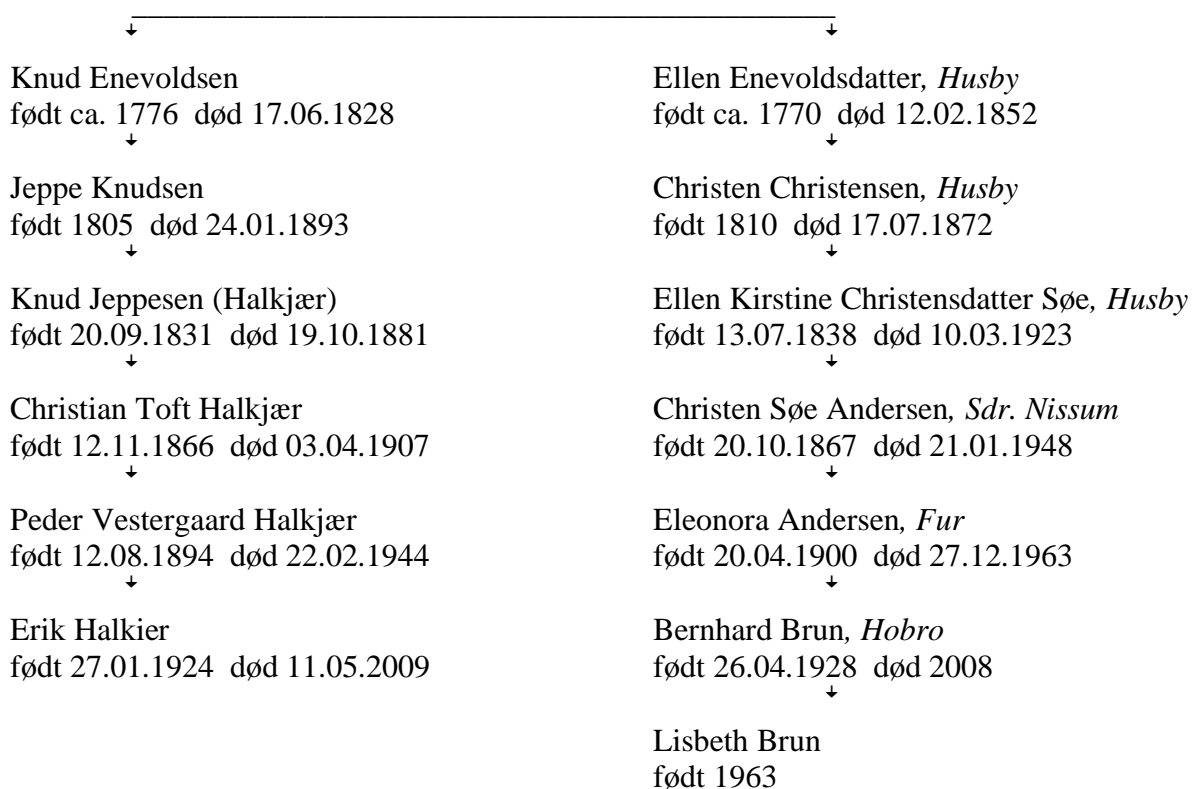 Knud Enevoldsen
født ca. 1776 død 17.06.1828
Jeppe Knudsen
født 1805 død 24.01.1893
Knud Jeppesen (Halkjær)
født 20.09.1831 død 19.10.1881
Christian Toft Halkjær
født 12.11.1866 død 03.04.1907
Peder Vestergaard Halkjær
født 12.08.1894 død 22.02.1944
Erik Halkier
født 27.01.1924 død 11.05.2009
Ellen Enevoldsdatter, Husby
født ca. 1770 død 12.02.1852
Christen Christensen, Husby
født 1810 død 17.07.1872
Ellen Kirstine Christensdatter Søe, Husby
født 13.07.1838 død 10.03.1923
Christen Søe Andersen, Sdr. Nissum
født 20.10.1867 død 21.01.1948
Eleonora Andersen, Fur
født 20.04.1900 død 27.12.1963
Bernhard Brun, Hobro
født 26.04.1928 død 2008
Lisbeth Brun
født 1963